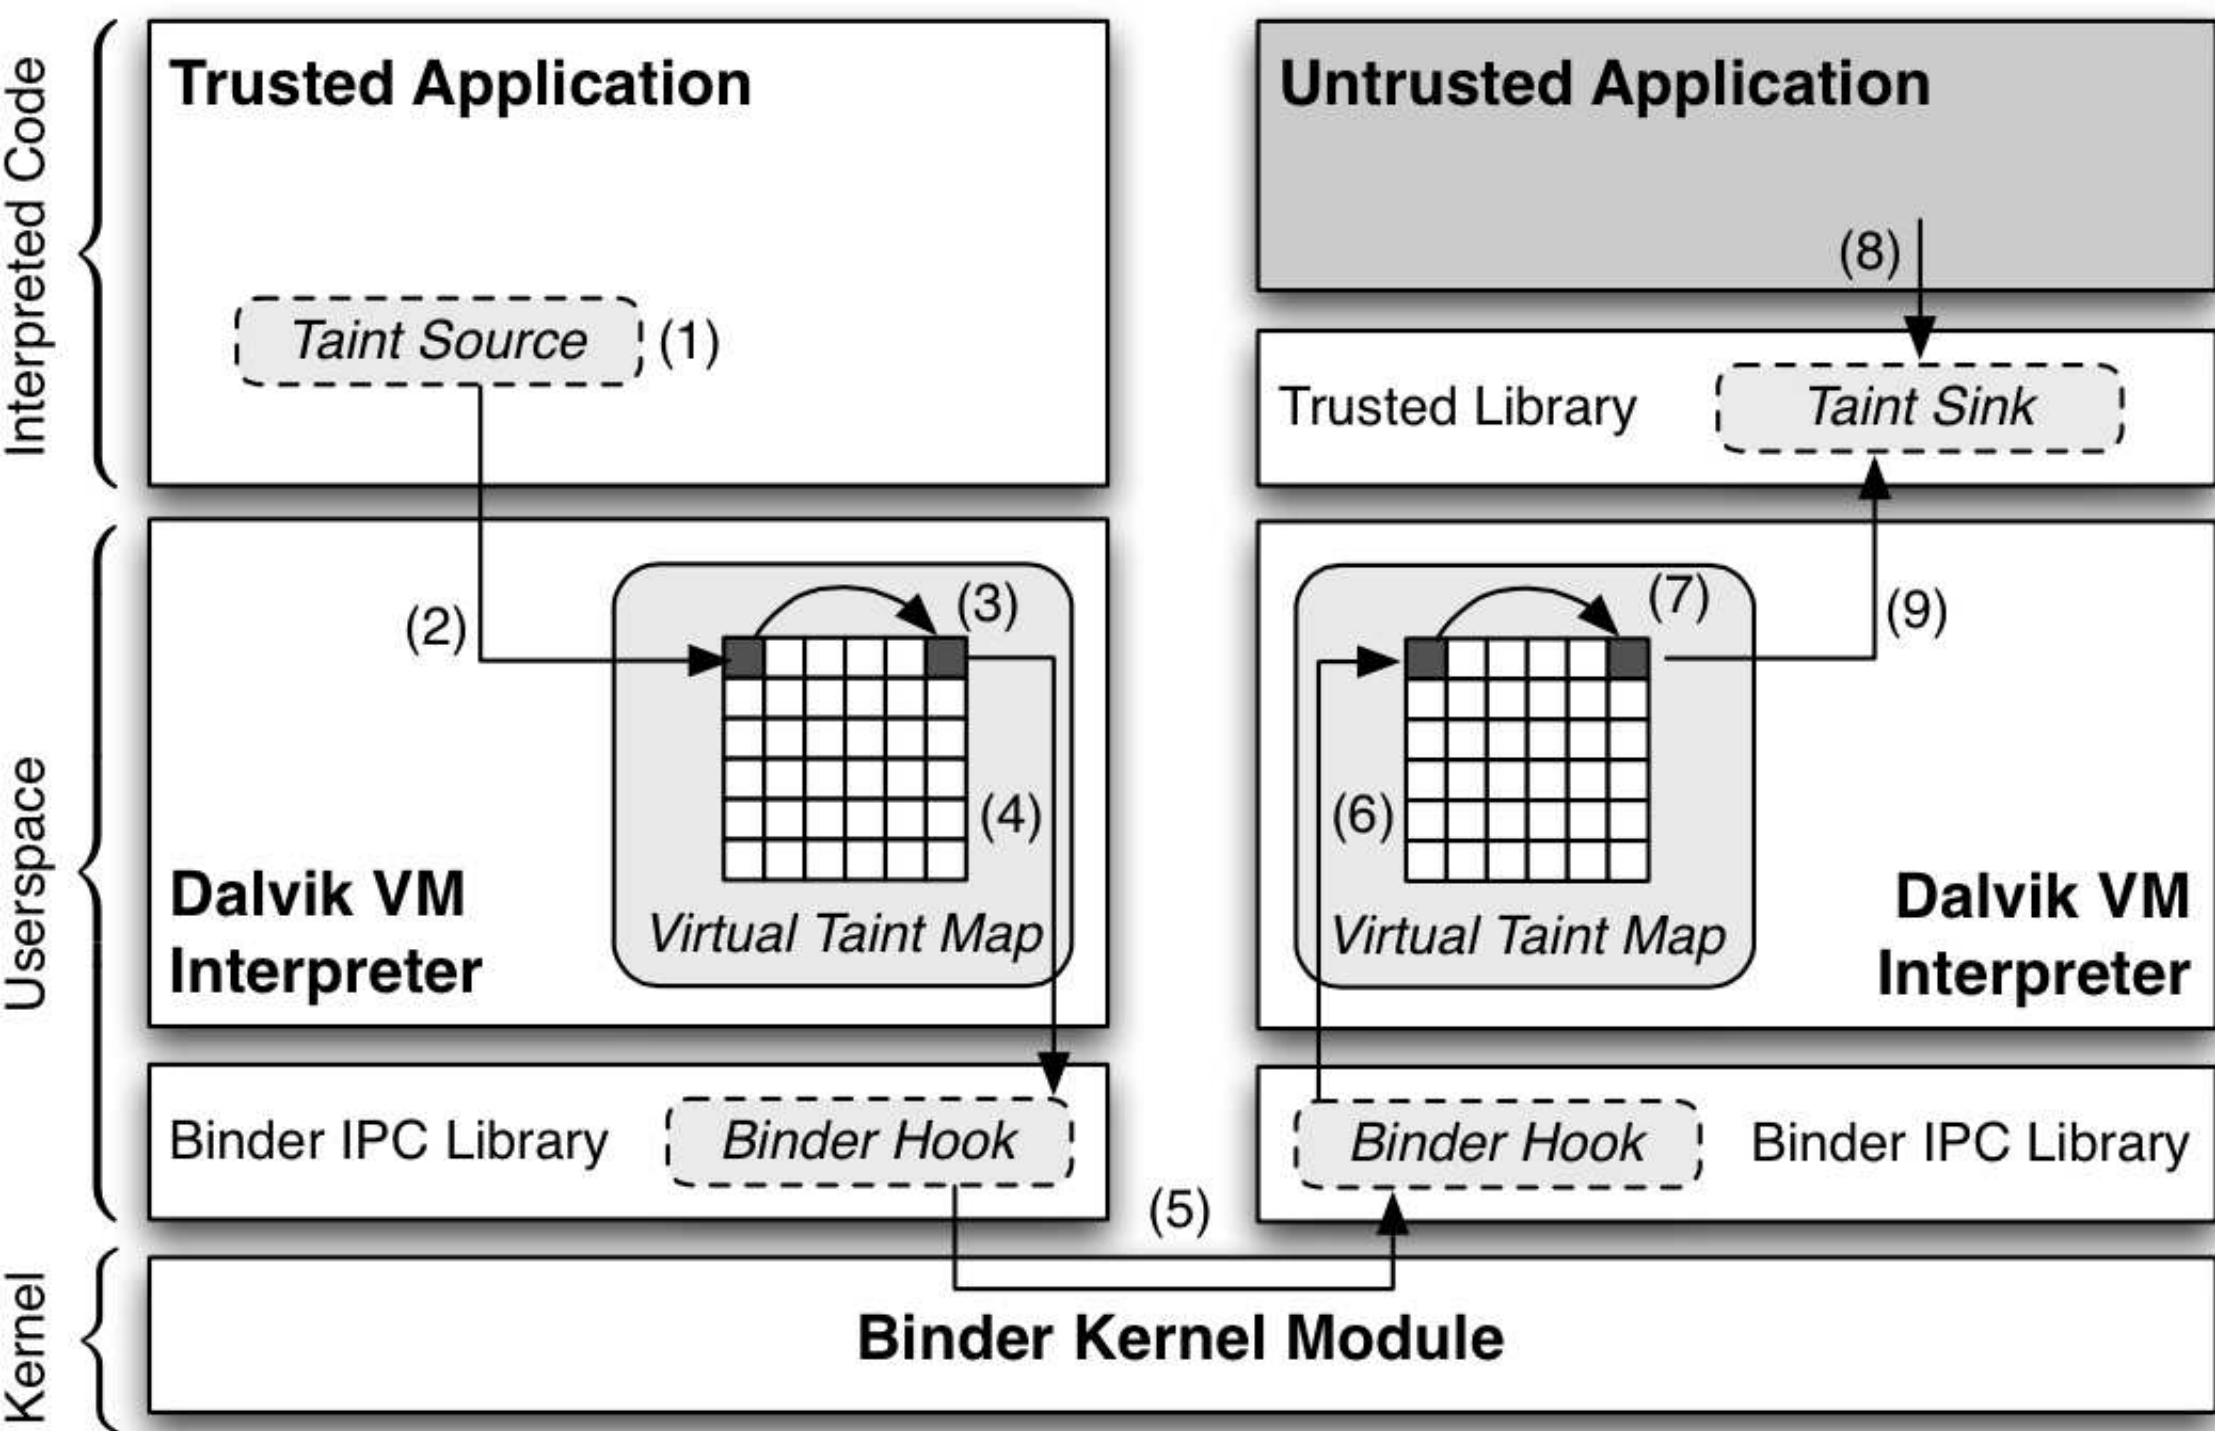 Interpreted Code
Trusted Application
Taint Source
(1)
Untrusted Application
(8)
Trusted Library
Taint Sink
Userspace
(2)
(3)
(4)
Virtual Taint Map
Dalvik VM
Interpreter
(7)
(9)
(6)
Virtual Taint Map
Dalvik VM
Interpreter
Binder IPC Library
Binder Hook
(5)
Binder Hook
Binder IPC Library
Kernel
Binder Kernel Module